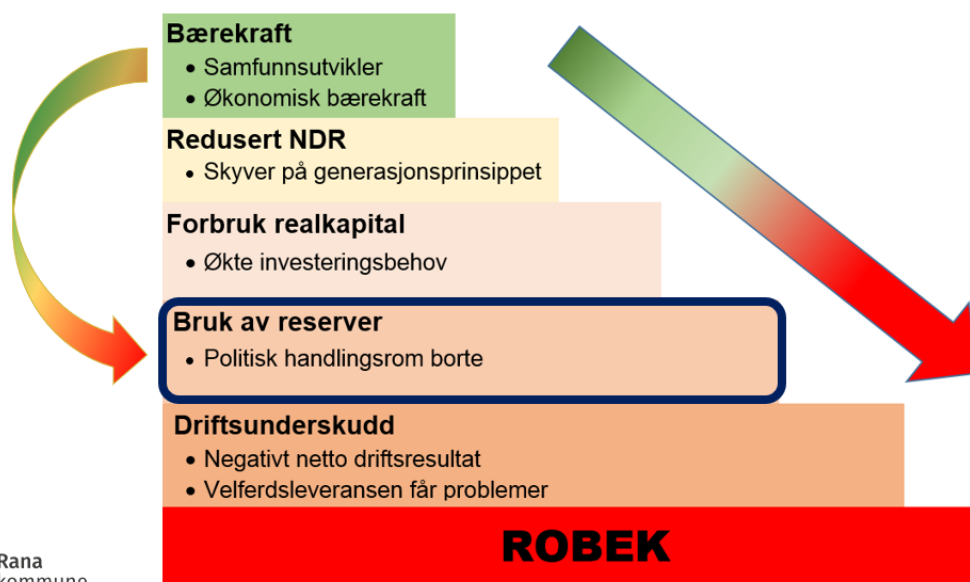 Bærekraft
• Samfunnsutvikler
• Økonomisk bærekraft
Redusert NDR
• Skyver på generasjonsprinsippet
Forbruk realkapital
• Økte investeringsbehov
Bruk av reserver
• Politisk handlingsrom borte
Driftsunderskudd
• Negativt netto driftsresultat
• Velferdsleveransen får problemer
ROBEK
Rana
kommune